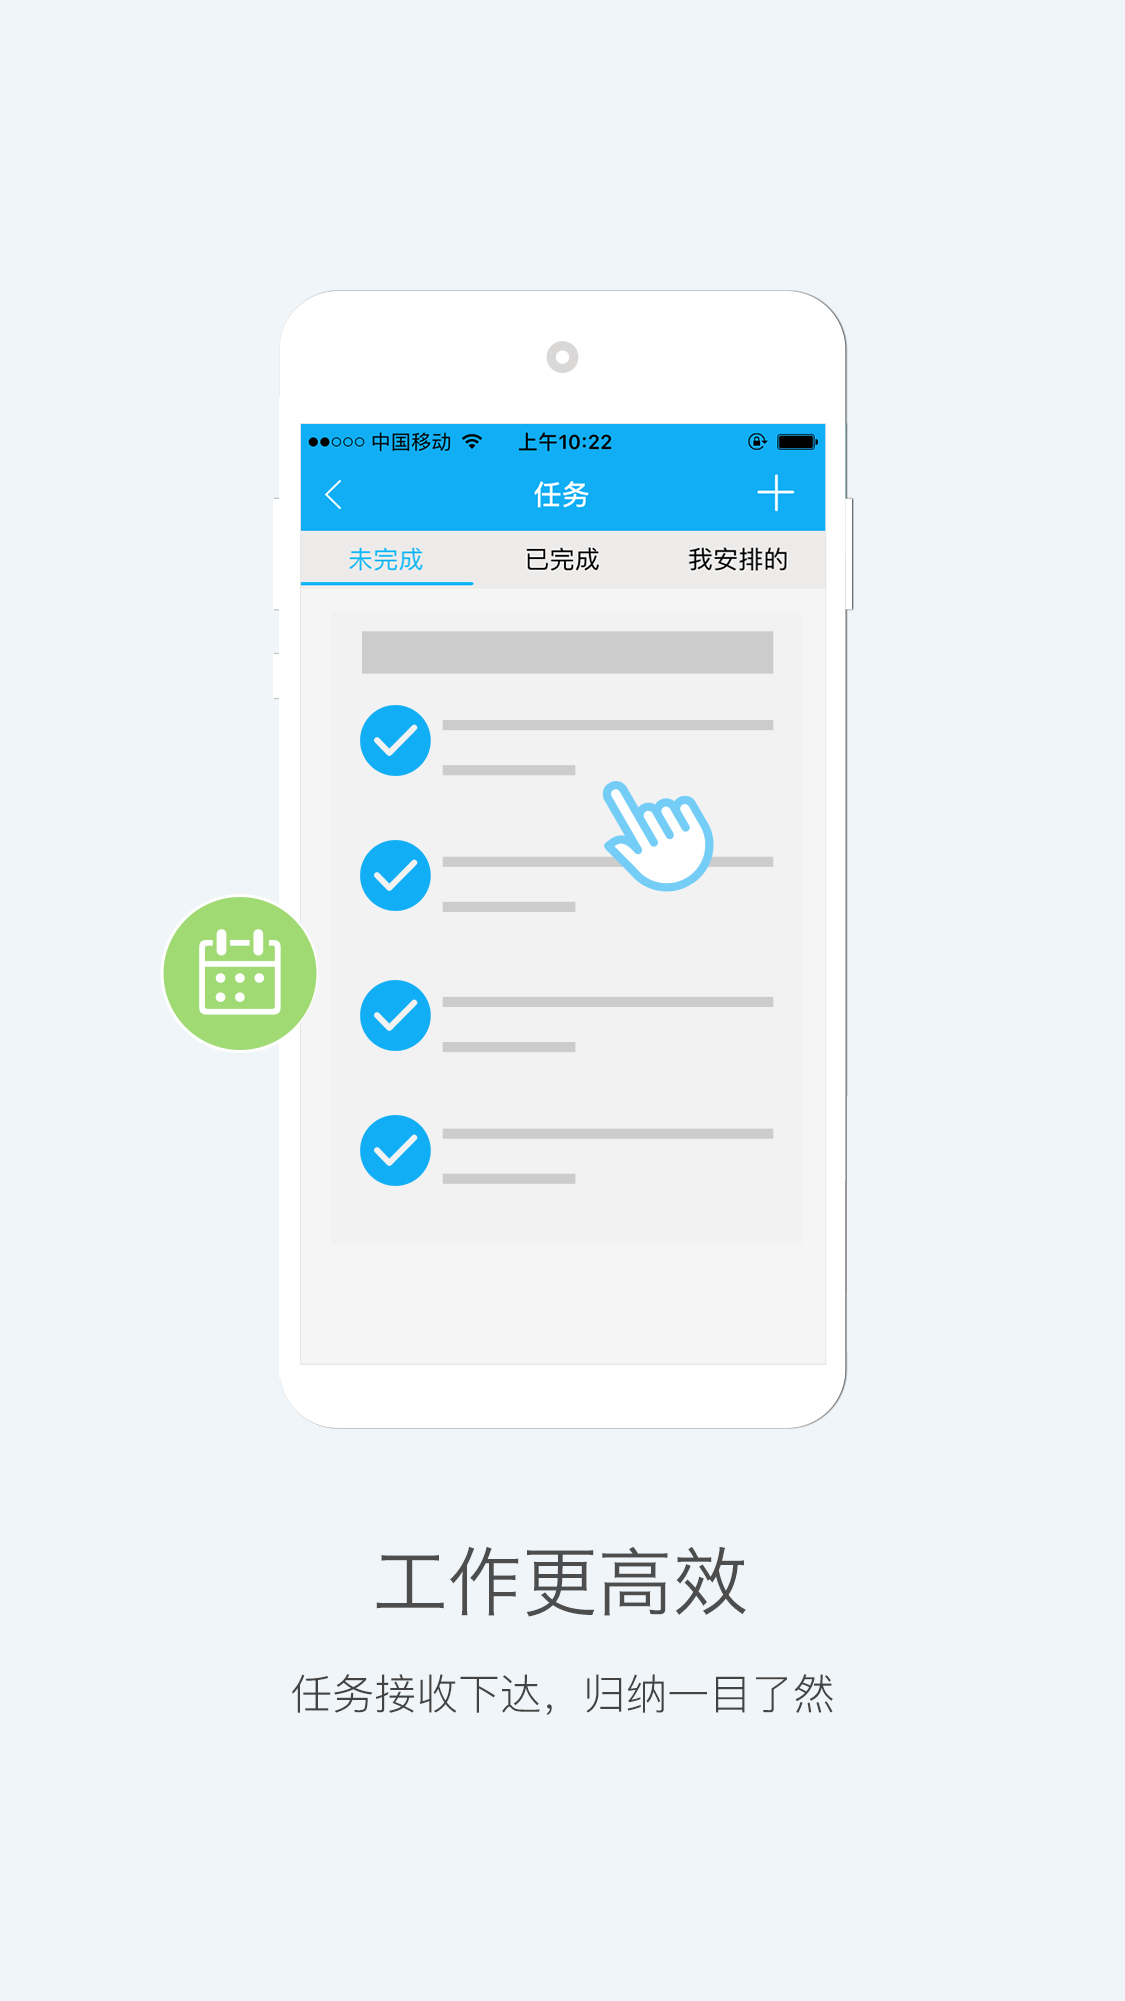 中国移动 上午10:22
任务
未完成 已完成 我安排的
工作更高效
任务接收下达，归纳一目了然